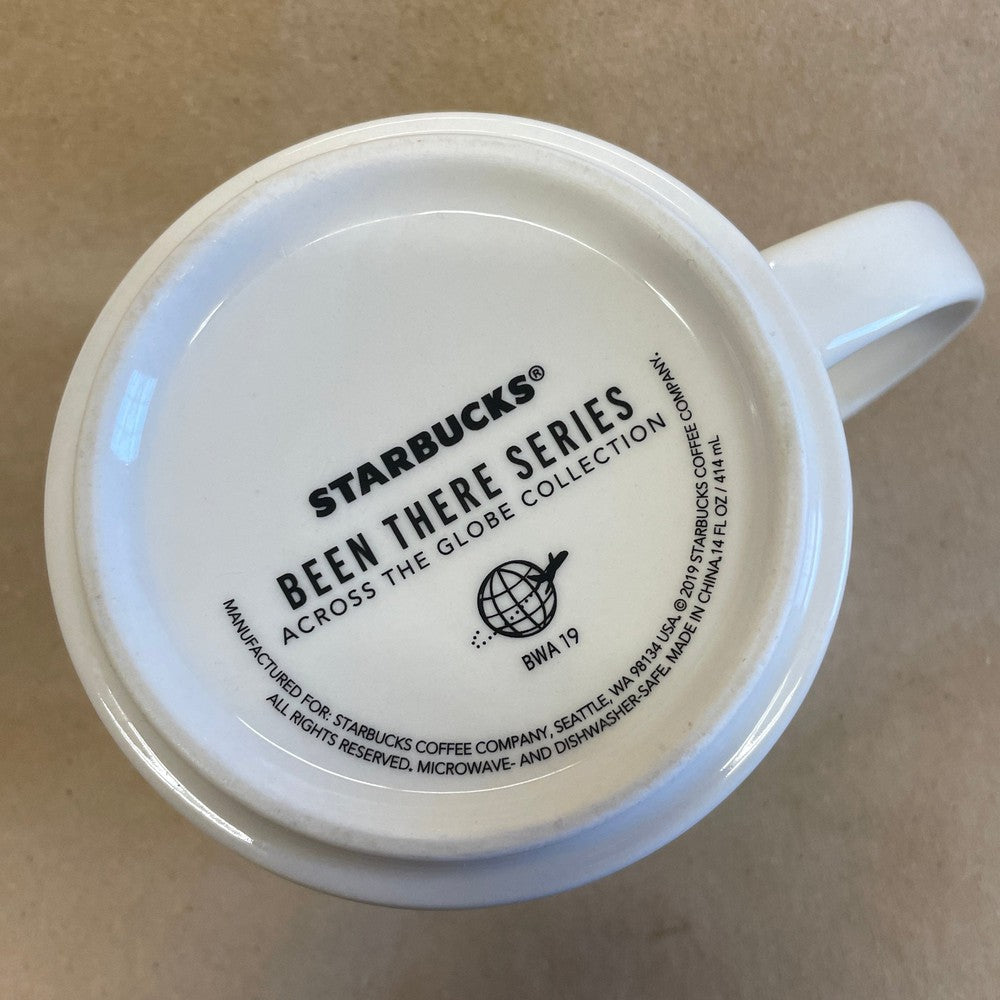 STARBUCKS®
BEEN THERE SERIES
ACROSS THE GLOBE COLLECTION
BWA 19
MANUFACTURED FOR: STARBUCKS COFFEE COMPANY, SEATTLE, WA 98134 USA. © 2019 STARBUCKS COFFEE COMPANY.
ALL RIGHTS RESERVED. MICROWAVE- AND DISHWASHER-SAFE. MADE IN CHINA.14 FL OZ / 414 mL